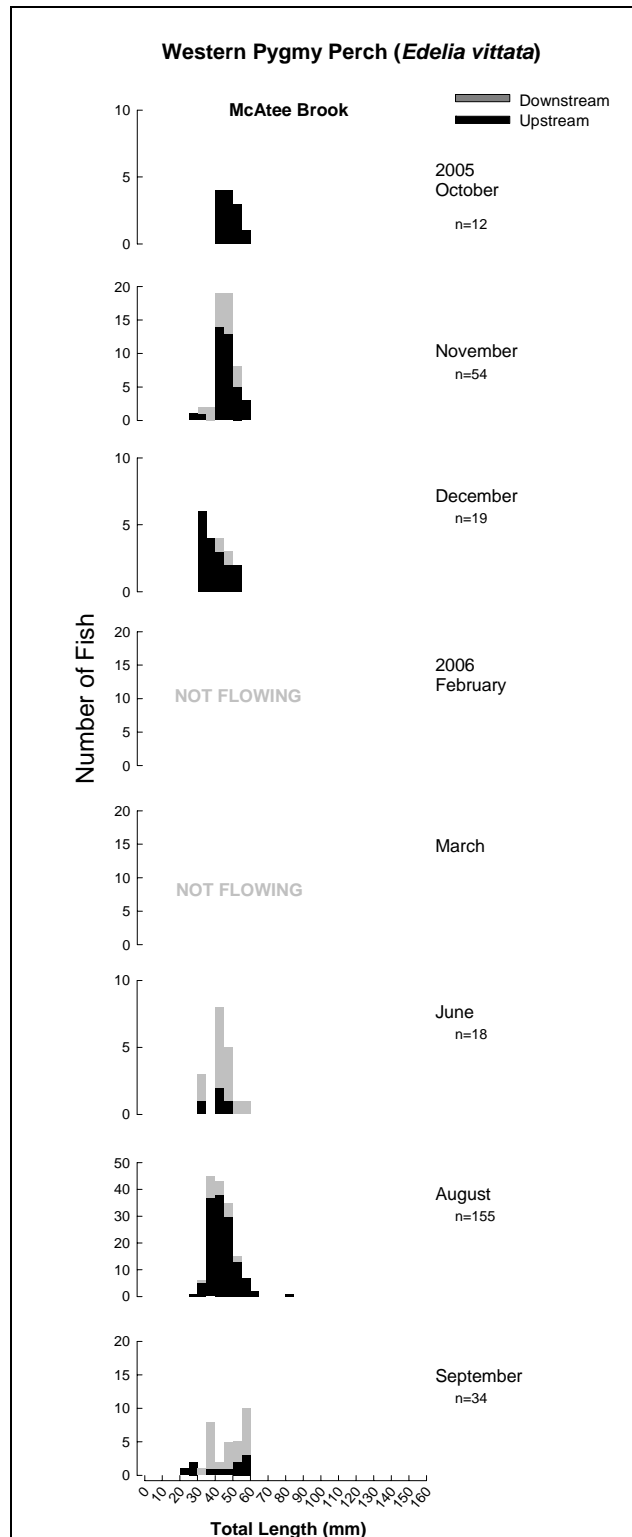 Western Pygmy Perch (Edelia vittata)
McAtee Brook
Downstream
Upstream
10
5
0
2005
October
n=12
20
15
10
5
0
November
n=54
10
5
0
December
n=19
Number of Fish
20
15
10
5
0
NOT FLOWING
2006
February
20
15
10
5
0
NOT FLOWING
March
10
5
0
June
n=18
50
40
30
20
10
0
August
n=155
20
15
10
5
0
September
n=34
0 10 20 30 40 50 60 70 80 90 100 110 120 130 140 150 160
Total Length (mm)